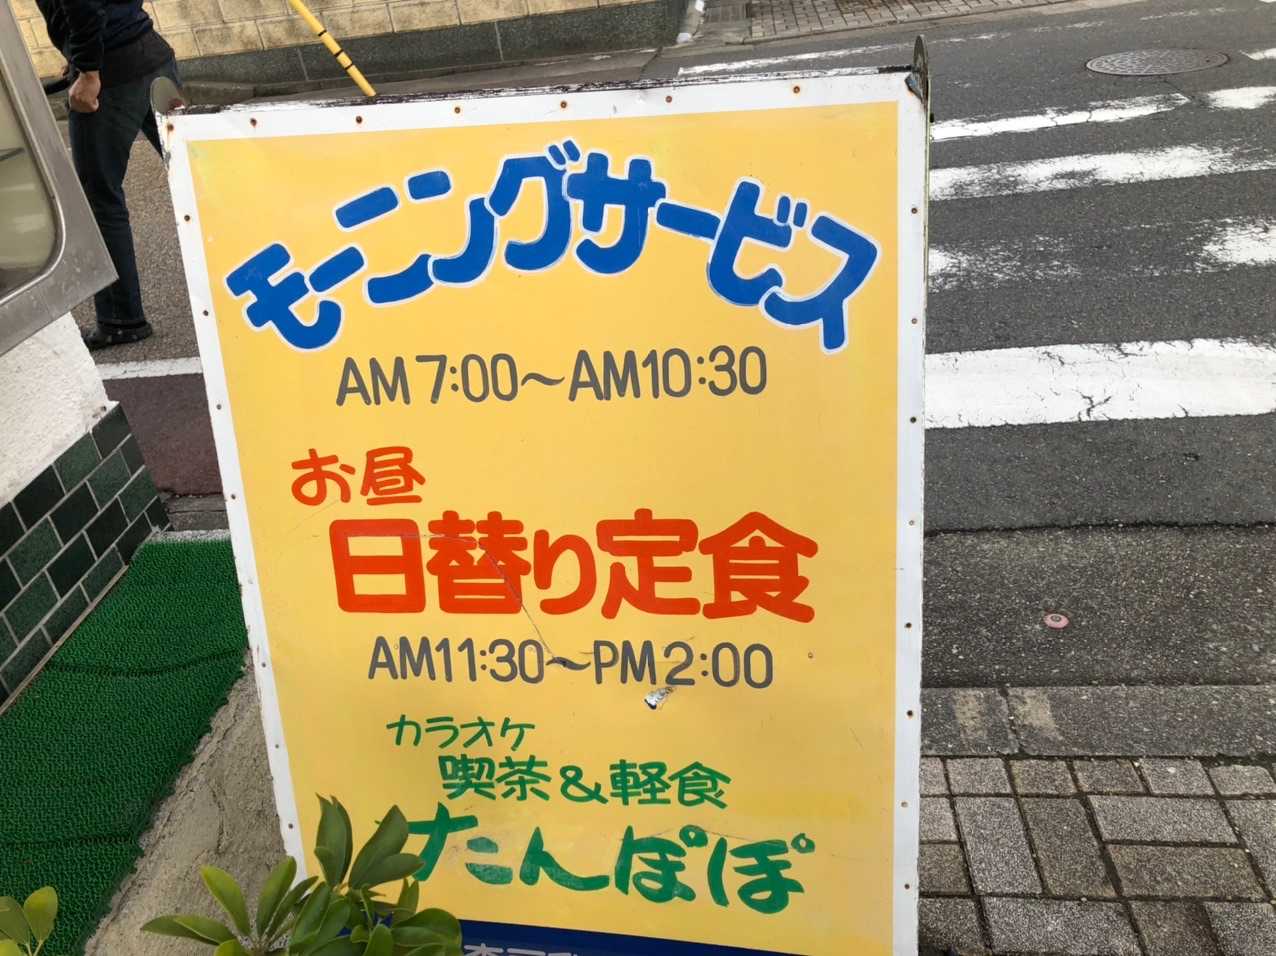 モーニングサービス
AM7:00～AM10:30
お昼
日替り定食
AM11:30～PM2:00
カラオケ
喫茶&軽食
たんぽぽ